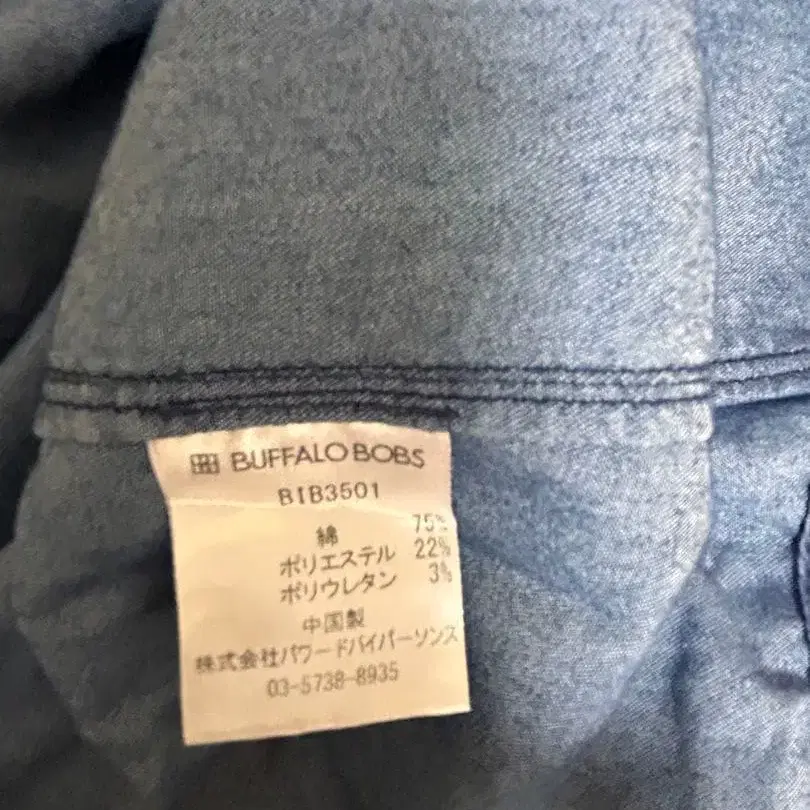 BUFFALO BOBS
BIB3501
綿 75%
ポリエステル 22%
ポリウレタン 3%
中国製
株式会社パワードバイパーソンズ
03-5738-8935